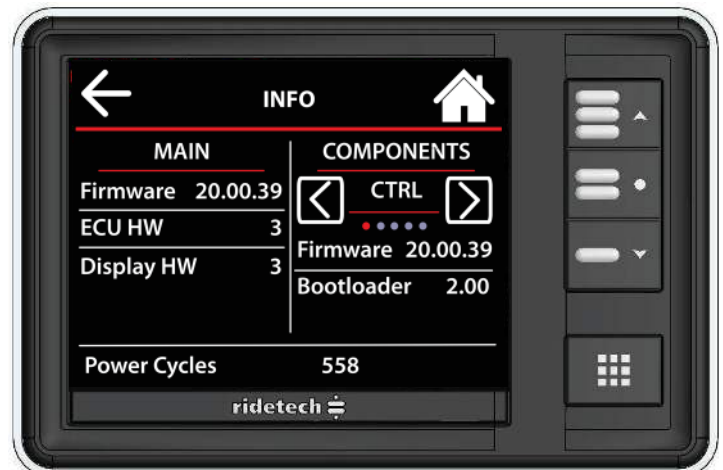 INFO
MAIN
Firmware 20.00.39
ECU HW 3
Display HW 3
COMPONENTS
CTRL
Firmware 20.00.39
Bootloader 2.00
Power Cycles 558
ridetech